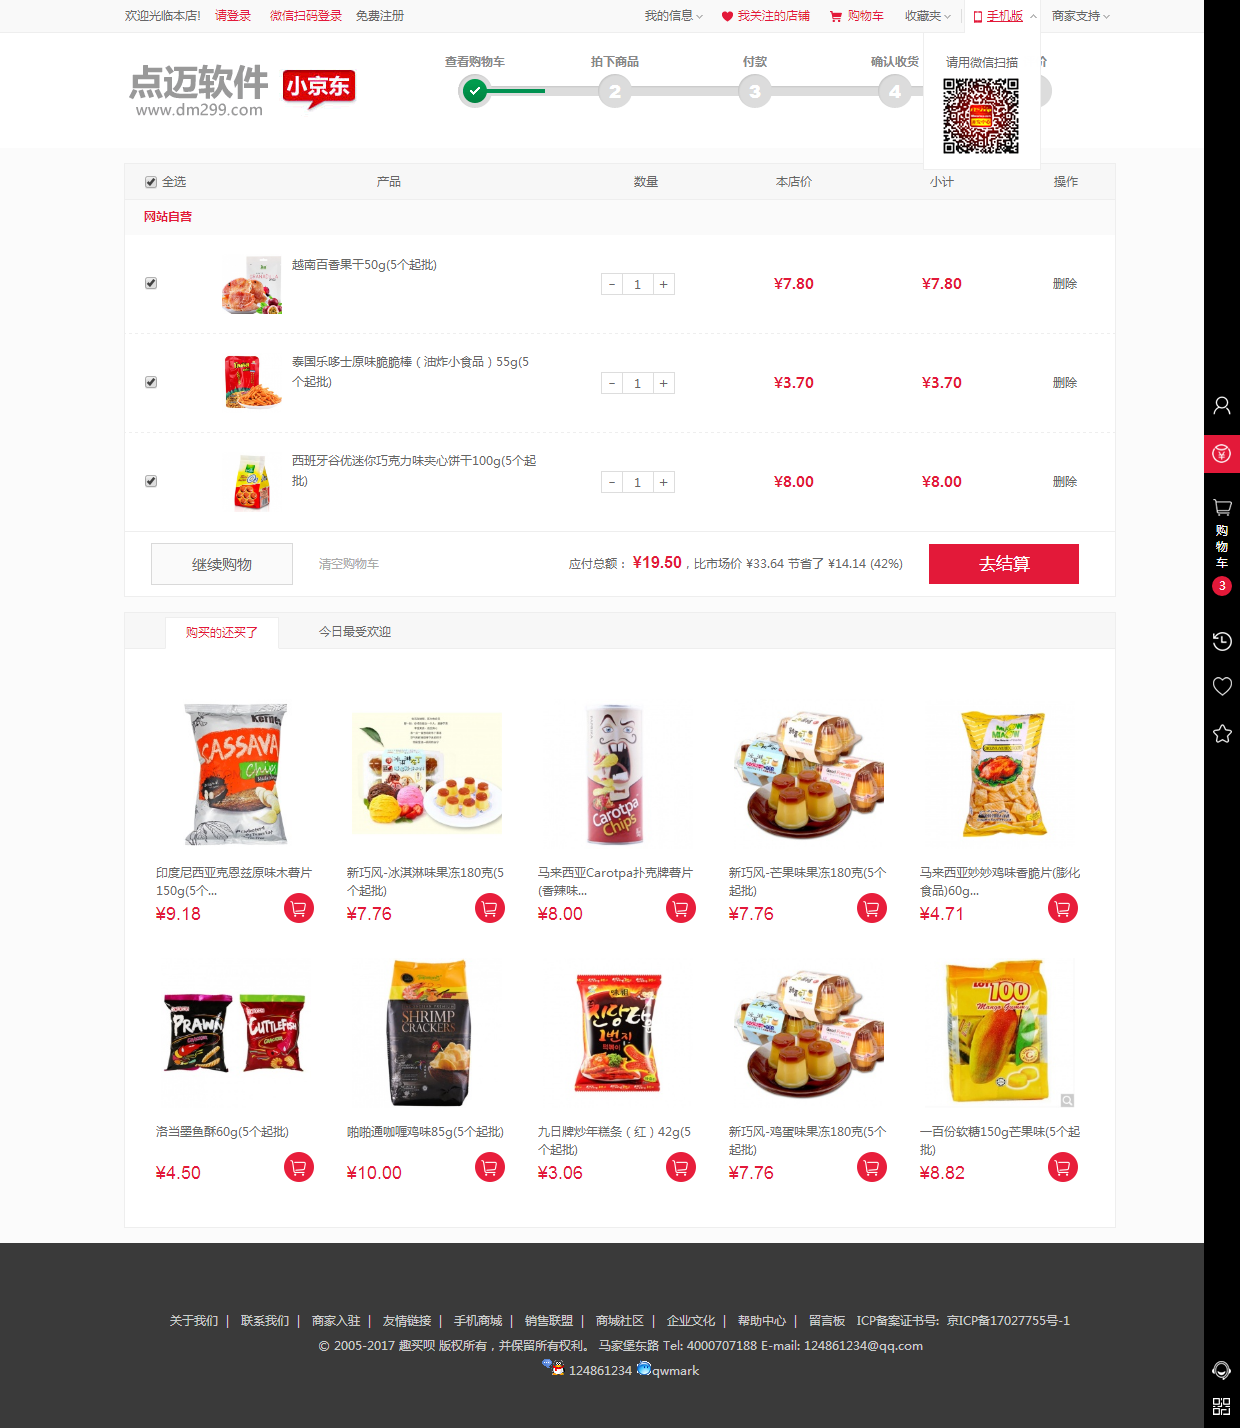 欢迎光临本店! 请登录 微信扫码登录 免费注册 我的信息 我关注的店铺 购物车 收藏夹 手机版 商家支持
请用微信扫描
点迈软件 小京东
www.dm299.com
查看购物车 拍下商品 付款 确认收货 价
2 3 4
全选 产品 数量 本店价 小计 操作
网站自营
越南百香果干50g(5个起批)
- 1 + ¥7.80 ¥7.80 删除
泰国乐哆士原味脆脆棒（油炸小食品）55g(5
个起批)
- 1 + ¥3.70 ¥3.70 删除
西班牙谷优迷你巧克力味夹心饼干100g(5个起
批)
- 1 + ¥8.00 ¥8.00 删除
继续购物 清空购物车 应付总额： ¥19.50，比市场价 ¥33.64 节省了 ¥14.14 (42%) 去结算
购物车
3
购买的还买了 今日最受欢迎
CASSAVA
Chips
Carotpa
Chips
印度尼西亚克恩兹原味木薯片
150g(5个...
¥9.18
新巧风-冰淇淋味果冻180克(5
个起批)
¥7.76
马来西亚Carotpa扑克牌薯片
(香辣味...
¥8.00
新巧风-芒果味果冻180克(5个
起批)
¥7.76
马来西亚妙妙鸡味香脆片(膨化
食品)60g...
¥4.71
PRAWN
CUTTLEFISH
SHRIMP
CRACKERS
LOT 100
Mango Gummy
洛当墨鱼酥60g(5个起批)
¥4.50
啪啪通咖喱鸡味85g(5个起批)
¥10.00
九日牌炒年糕条（红）42g(5
个起批)
¥3.06
新巧风-鸡蛋味果冻180克(5个
起批)
¥7.76
一百份软糖150g芒果味(5个起
批)
¥8.82
关于我们 | 联系我们 | 商家入驻 | 友情链接 | 手机商城 | 销售联盟 | 商城社区 | 企业文化 | 帮助中心 | 留言板 ICP备案证书号: 京ICP备17027755号-1
© 2005-2017 趣买呗 版权所有，并保留所有权利。 马家堡东路 Tel: 4000707188 E-mail: 124861234@qq.com
124861234 qwmark